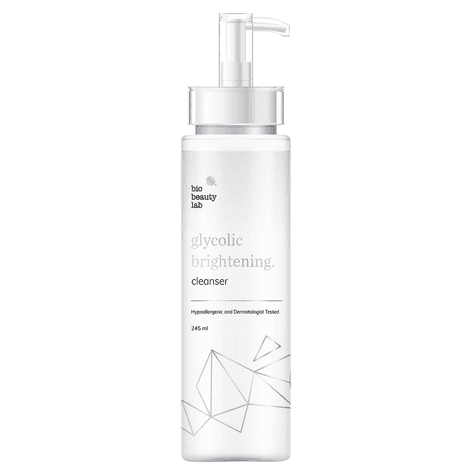 bio
beauty
lab
glycolic
brightening.
cleanser
Hypoallergenic and Dermatologist Tested
245 ml